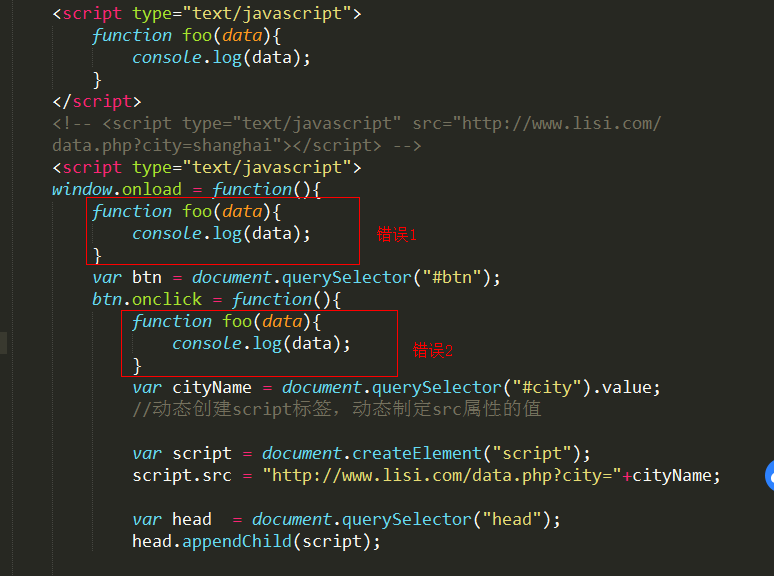 <script type="text/javascript">
function foo(data){
console.log(data);
}
</script>
<!-- <script type="text/javascript" src="http://www.lisi.com/
data.php?city=shanghai"></script> -->
<script type="text/javascript">
window.onload = function(){
function foo(data){
console.log(data);
错误1
}
var btn = document.querySelector("#btn");
btn.onclick = function(){
function foo(data){
console.log(data);
错误2
}
var cityName = document.querySelector("#city").value;
//动态创建script标签，动态制定src属性的值
var script = document.createElement("script");
script.src = "http://www.lisi.com/data.php?city="+cityName;
var head  = document.querySelector("head");
head.appendChild(script);